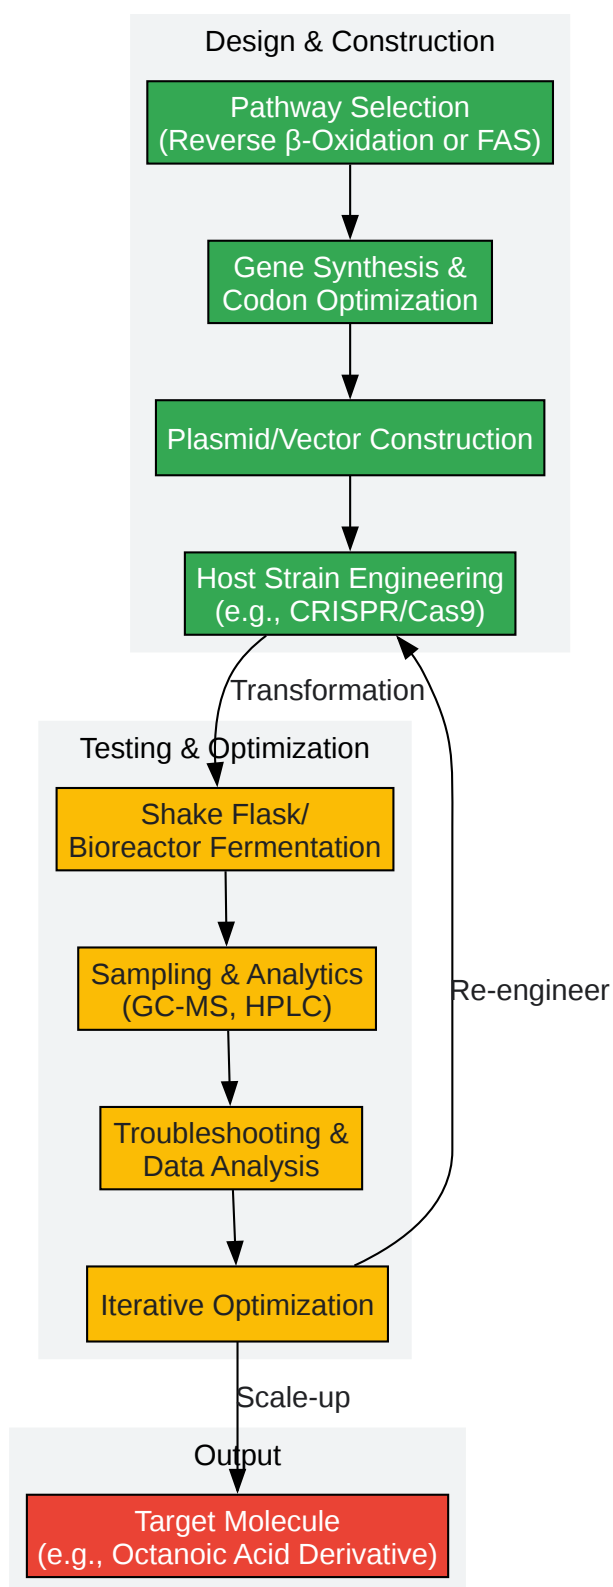 Design & Construction
Pathway Selection
(Reverse β-Oxidation or FAS)
Gene Synthesis &
Codon Optimization
Plasmid/Vector Construction
Host Strain Engineering
(e.g., CRISPR/Cas9)
Transformation
Testing & Optimization
Shake Flask/
Bioreactor Fermentation
Sampling & Analytics
(GC-MS, HPLC)
Re-engineer
Troubleshooting &
Data Analysis
Iterative Optimization
Scale-up
Output
Target Molecule
(e.g., Octanoic Acid Derivative)